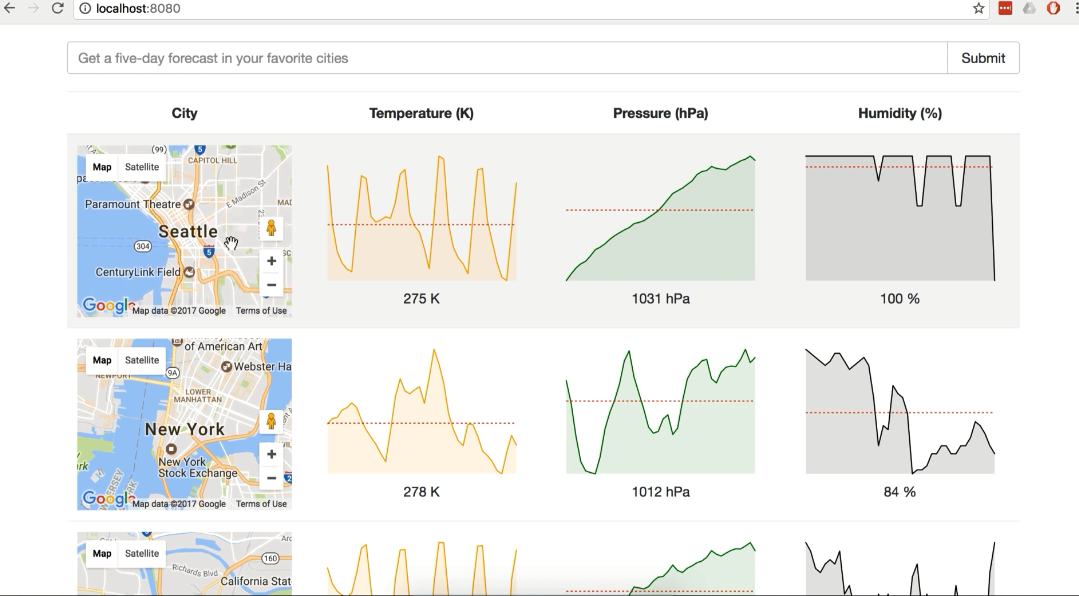 localhost:8080
Get a five-day forecast in your favorite cities
Submit
City Temperature (K) Pressure (hPa) Humidity (%)
(99)
5
CAPITOL HILL
Map Satellite
Paramount Theatre
E Madison St
Seattle
304
5
CenturyLink Field
+
−
Google
Map data ©2017 Google Terms of Use
275 K
1031 hPa
100 %
of American Art
Map Satellite
9A
Webster Ha
NEWPORT
LOWER
MANHATTAN
New York
New York
Stock Exchange
+
−
Google
Map data ©2017 Google Terms of Use
278 K
1012 hPa
84 %
Map Satellite
160
Richards Blvd
California Stat